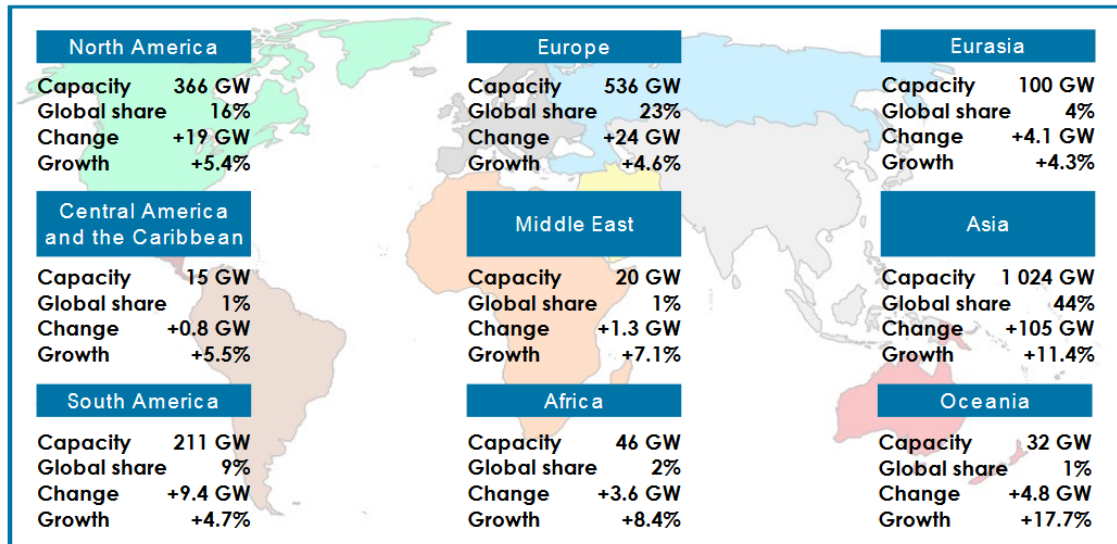 North America
Capacity 366 GW
Global share 16%
Change +19 GW
Growth +5.4%
Europe
Capacity 536 GW
Global share 23%
Change +24 GW
Growth +4.6%
Eurasia
Capacity 100 GW
Global share 4%
Change +4.1 GW
Growth +4.3%
Central America
and the Caribbean
Capacity 15 GW
Global share 1%
Change +0.8 GW
Growth +5.5%
Middle East
Capacity 20 GW
Global share 1%
Change +1.3 GW
Growth +7.1%
Asia
Capacity 1 024 GW
Global share 44%
Change +105 GW
Growth +11.4%
South America
Capacity 211 GW
Global share 9%
Change +9.4 GW
Growth +4.7%
Africa
Capacity 46 GW
Global share 2%
Change +3.6 GW
Growth +8.4%
Oceania
Capacity 32 GW
Global share 1%
Change +4.8 GW
Growth +17.7%